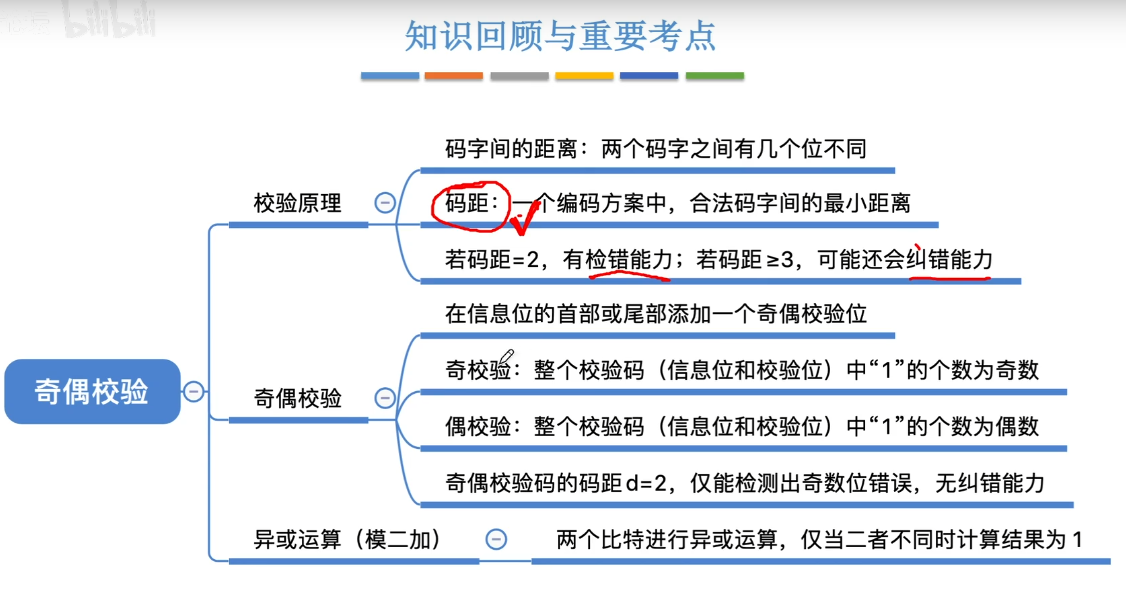 bilibili
知识回顾与重要考点
码字间的距离：两个码字之间有几个位不同
校验原理
码距：一个编码方案中，合法码字间的最小距离
若码距=2，有检错能力；若码距≥3，可能还会纠错能力
在信息位的首部或尾部添加一个奇偶校验位
奇校验：整个校验码（信息位和校验位）中“1”的个数为奇数
奇偶校验
奇偶校验
偶校验：整个校验码（信息位和校验位）中“1”的个数为偶数
奇偶校验码的码距d=2，仅能检测出奇数位错误，无纠错能力
异或运算（模二加）
两个比特进行异或运算，仅当二者不同时计算结果为1